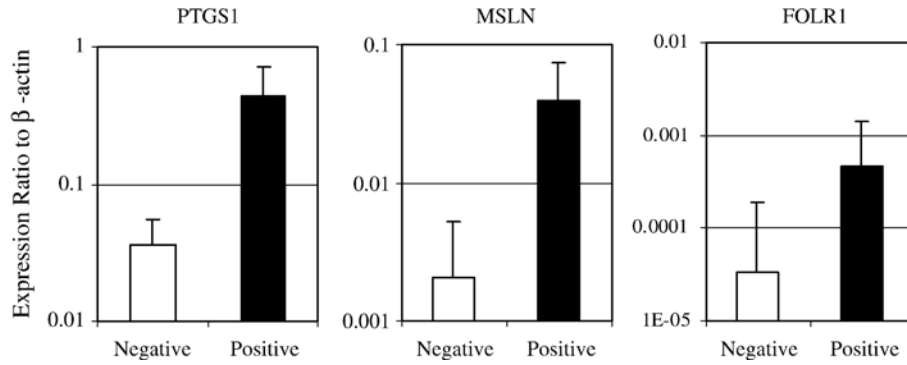 PTGS1
MSLN
FOLR1
Expression Ratio to β -actin
1
0.1
0.01
Negative
Positive
0.1
0.01
0.001
Negative
Positive
0.01
0.001
0.0001
1E-05
Negative
Positive